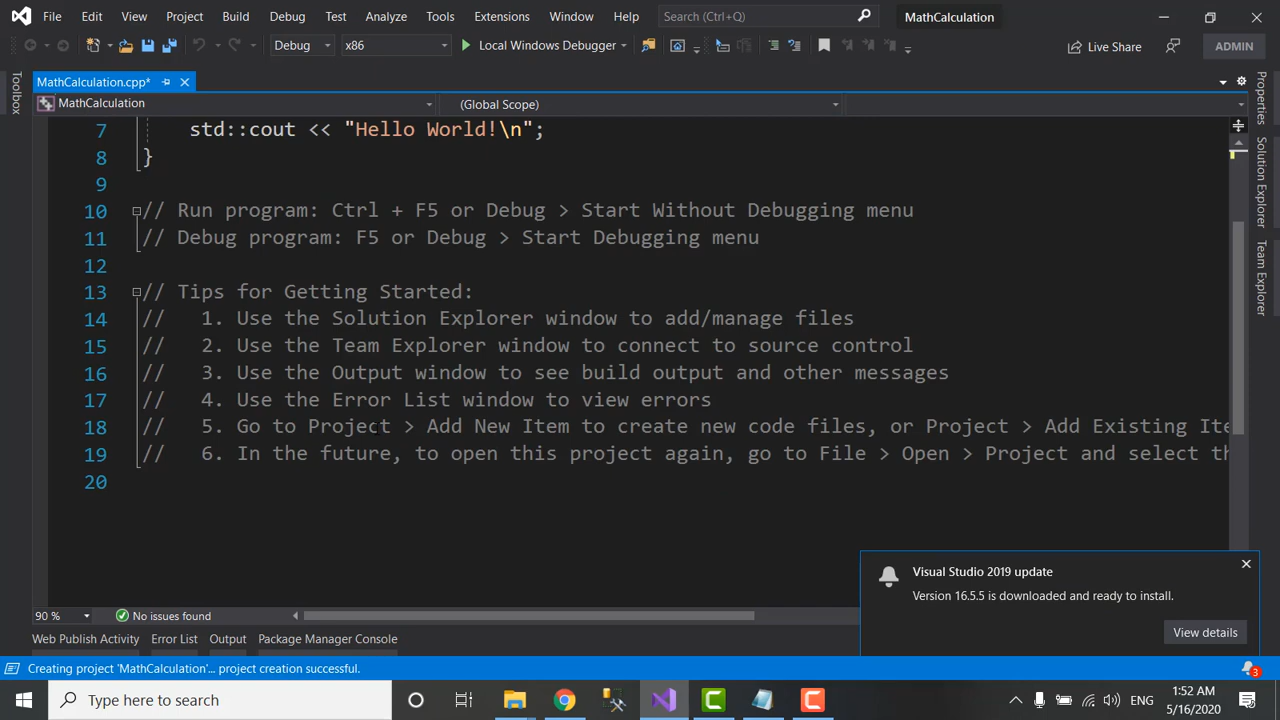 File Edit View Project Build Debug Test Analyze Tools Extensions Window Help Search (Ctrl+Q) MathCalculation
Debug x86 Local Windows Debugger Live Share ADMIN
MathCalculation.cpp*
MathCalculation (Global Scope)
Toolbox
Properties
Solution Explorer
Team Explorer
7 std::cout << "Hello World!\n";
8 }
9
10 // Run program: Ctrl + F5 or Debug > Start Without Debugging menu
11 // Debug program: F5 or Debug > Start Debugging menu
12
13 // Tips for Getting Started:
14 // 1. Use the Solution Explorer window to add/manage files
15 // 2. Use the Team Explorer window to connect to source control
16 // 3. Use the Output window to see build output and other messages
17 // 4. Use the Error List window to view errors
18 // 5. Go to Project > Add New Item to create new code files, or Project > Add Existing Ite
19 // 6. In the future, to open this project again, go to File > Open > Project and select th
20
Visual Studio 2019 update
Version 16.5.5 is downloaded and ready to install.
View details
90 % No issues found
Web Publish Activity Error List Output Package Manager Console
Creating project 'MathCalculation'... project creation successful. 3
Type here to search ENG 1:52 AM
5/16/2020